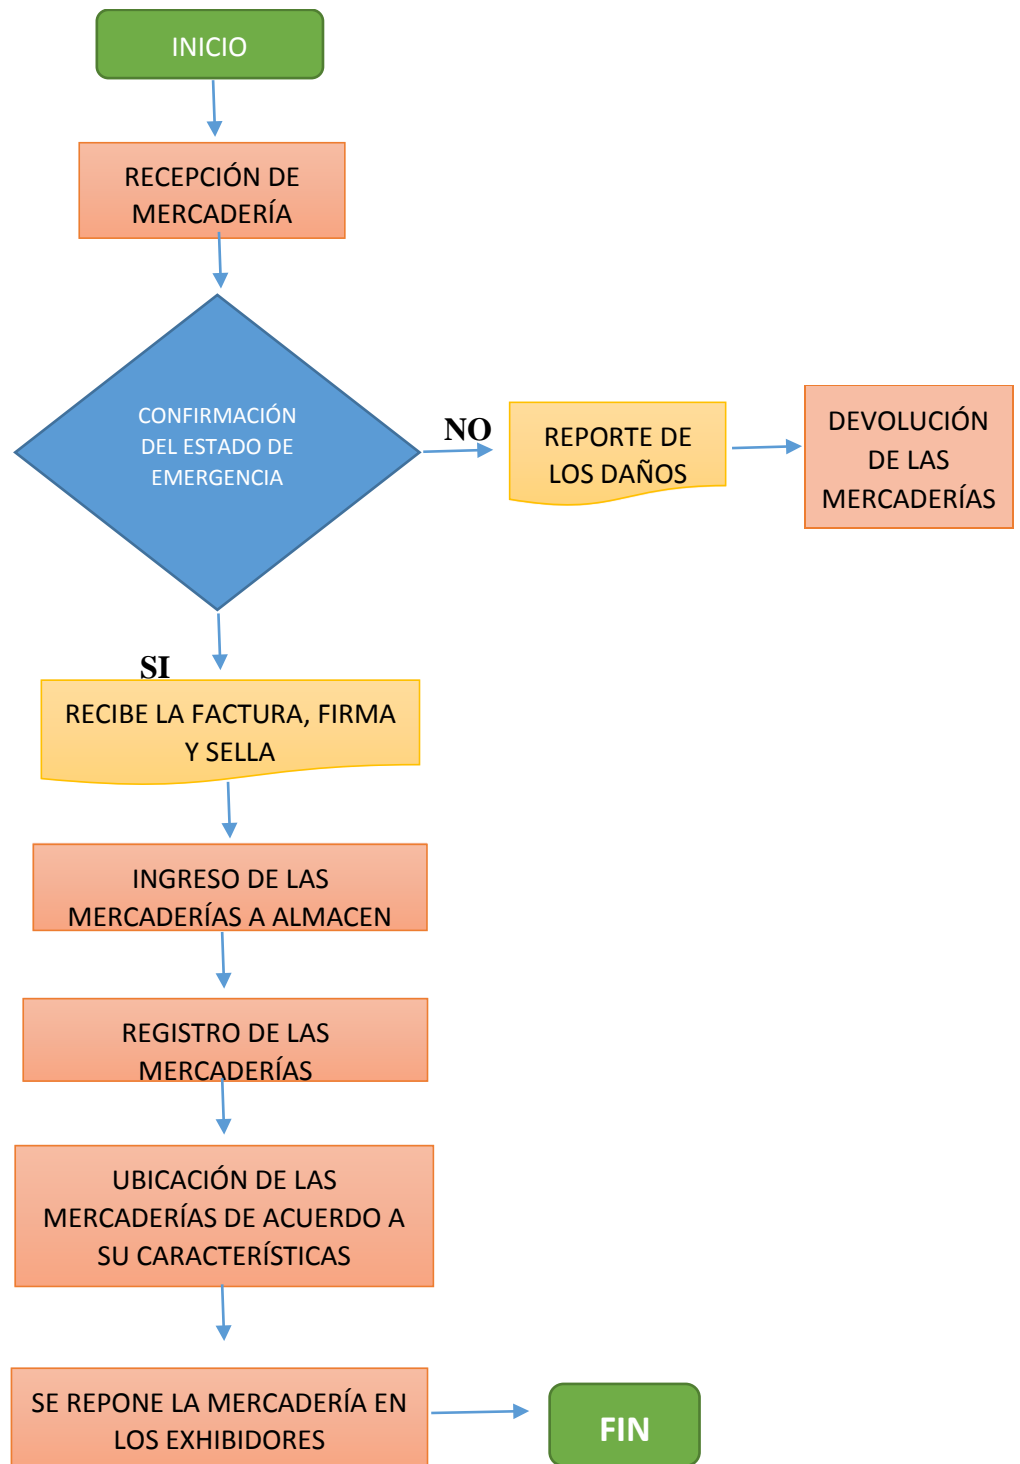 INICIO
RECEPCIÓN DE
MERCADERÍA
CONFIRMACIÓN
DEL ESTADO DE
EMERGENCIA
NO
REPORTE DE
LOS DAÑOS
DEVOLUCIÓN
DE LAS
MERCADERÍAS
SI
RECIBE LA FACTURA, FIRMA
Y SELLA
INGRESO DE LAS
MERCADERÍAS A ALMACEN
REGISTRO DE LAS
MERCADERÍAS
UBICACIÓN DE LAS
MERCADERÍAS DE ACUERDO A
SU CARACTERÍSTICAS
SE REPONE LA MERCADERÍA EN
LOS EXHIBIDORES
FIN